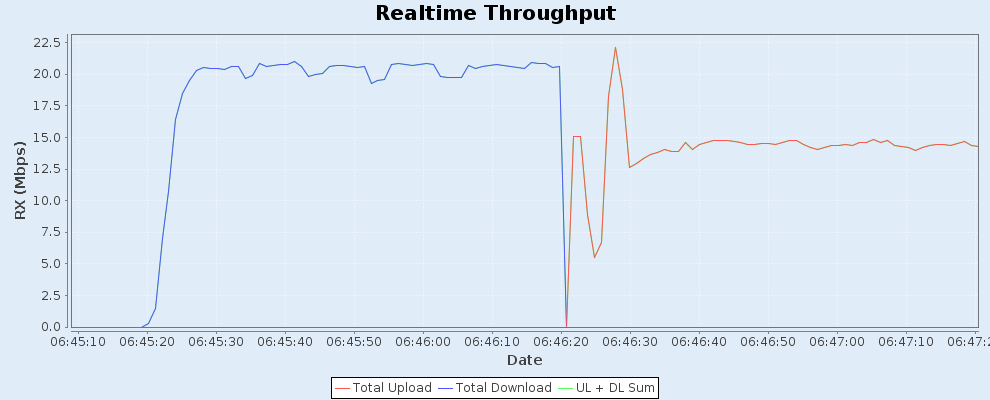 Realtime Throughput
22.5
20.0
17.5
15.0
12.5
10.0
7.5
5.0
2.5
0.0
RX (Mbps)
06:45:10 06:45:20 06:45:30 06:45:40 06:45:50 06:46:00 06:46:10 06:46:20 06:46:30 06:46:40 06:46:50 06:47:00 06:47:10 06:47:2
Date
Total Upload Total Download UL + DL Sum